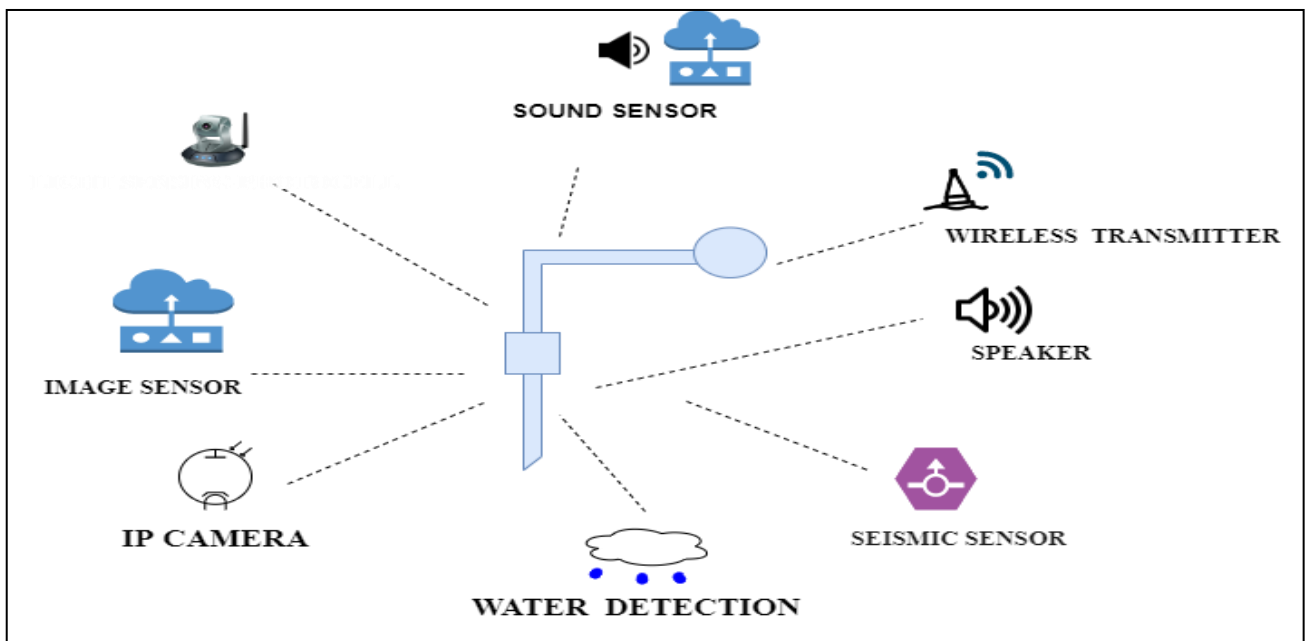 SOUND SENSOR
WIRELESS TRANSMITTER
SPEAKER
IMAGE SENSOR
IP CAMERA
SEISMIC SENSOR
WATER DETECTION